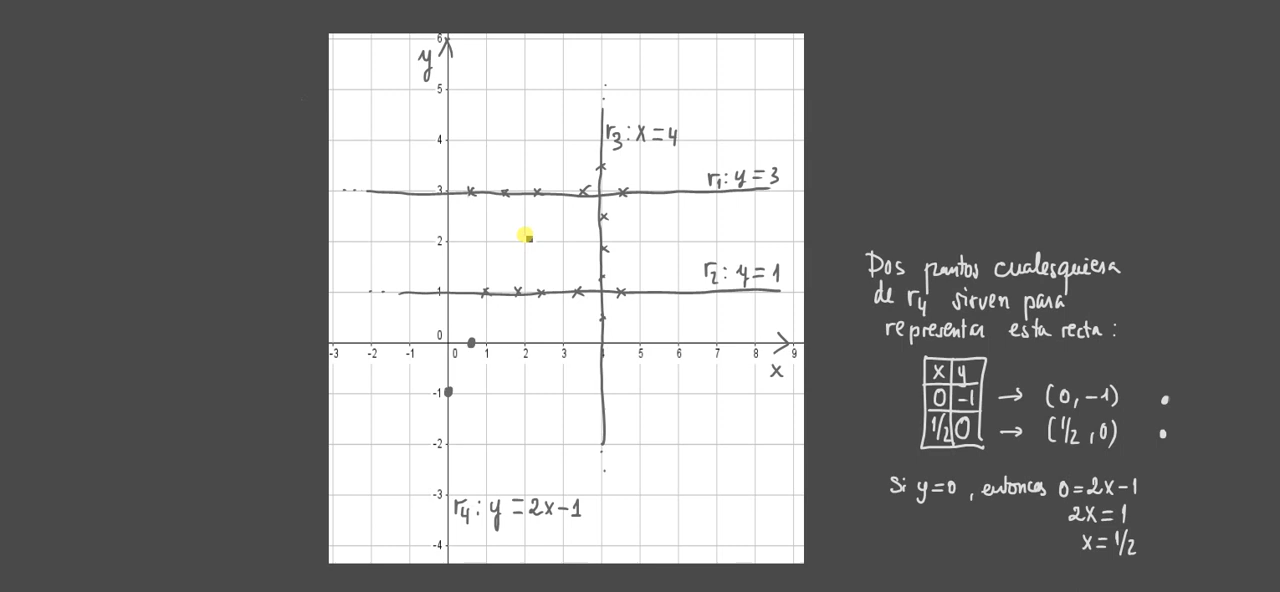 y
6
5
4
3
2
1
0
-1
-2
-3
-4
-3 -2 -1 0 1 2 3 4 5 6 7 8 9
x
r3: x = 4
r1: y = 3
r2: y = 1
r4: y = 2x-1
Dos puntos cualesquiera
de r4 sirven para
representar esta recta:
x y
0 -1 → (0, -1)
1/2 0 → (1/2, 0)
Si y=0, entonces 0=2x-1
2x=1
x=1/2